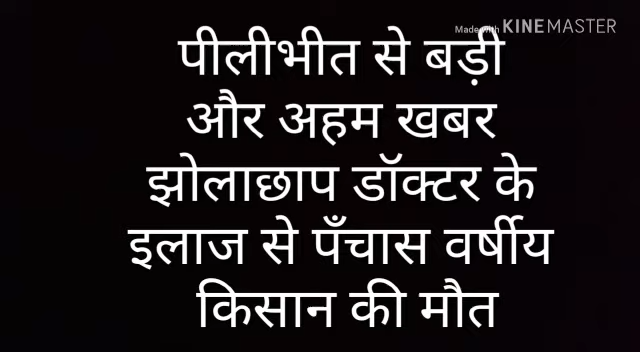 Made with KINEMASTER
पीलीभीत से बड़ी
और अहम खबर
झोलाछाप डॉक्टर के
इलाज से पँचास वर्षीय
किसान की मौत